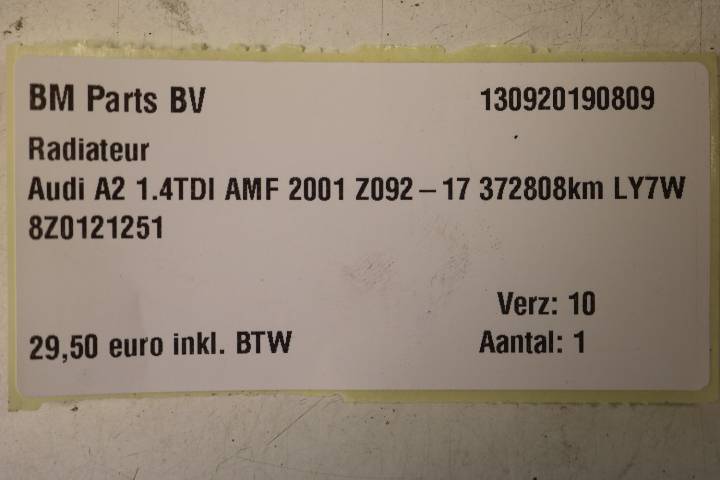 BM Parts BV 130920190809
Radiateur
Audi A2 1.4TDI AMF 2001 Z092-17 372808km LY7W
8Z0121251
Verz: 10
29,50 euro inkl. BTW Aantal: 1